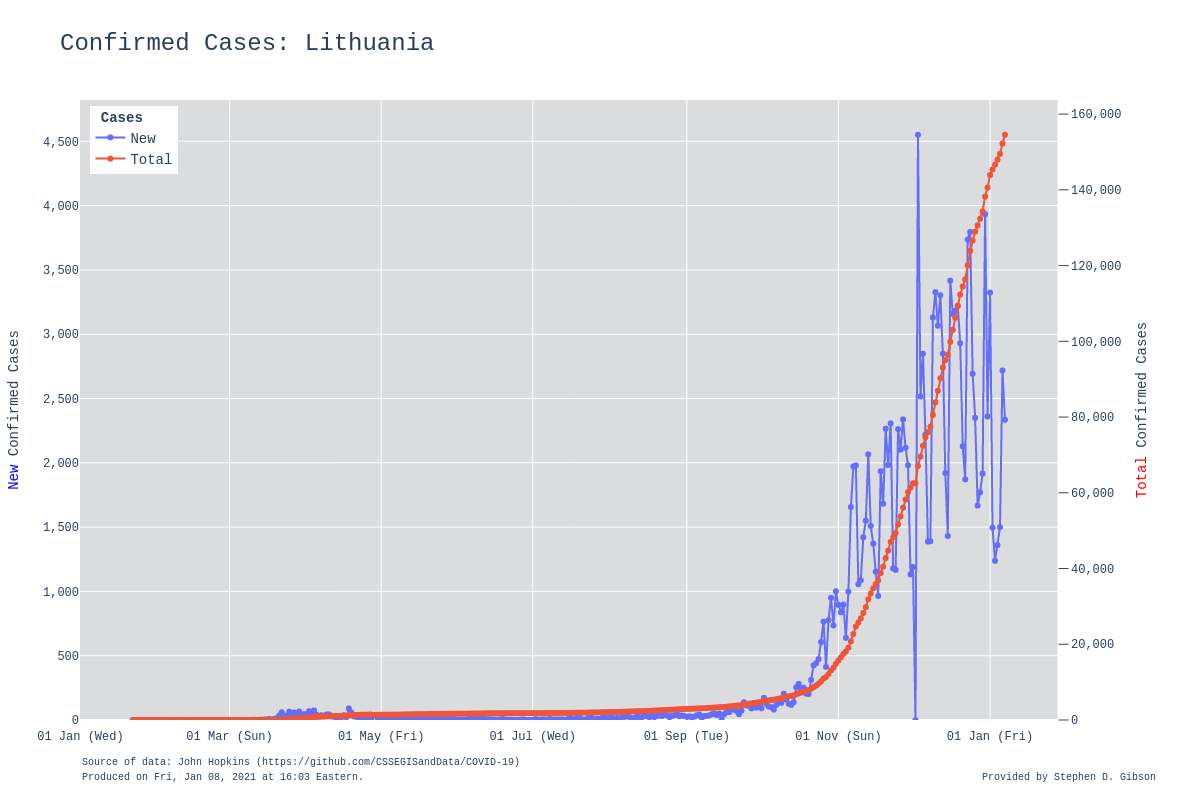 Confirmed Cases: Lithuania
Cases
New
Total
4,500
4,000
3,500
3,000
2,500
2,000
1,500
1,000
500
0
New Confirmed Cases
160,000
140,000
120,000
100,000
80,000
60,000
40,000
20,000
0
Total Confirmed Cases
01 Jan (Wed) 01 Mar (Sun) 01 May (Fri) 01 Jul (Wed) 01 Sep (Tue) 01 Nov (Sun) 01 Jan (Fri)
Source of data: John Hopkins (https://github.com/CSSEGISandData/COVID-19)
Produced on Fri, Jan 08, 2021 at 16:03 Eastern.
Provided by Stephen D. Gibson